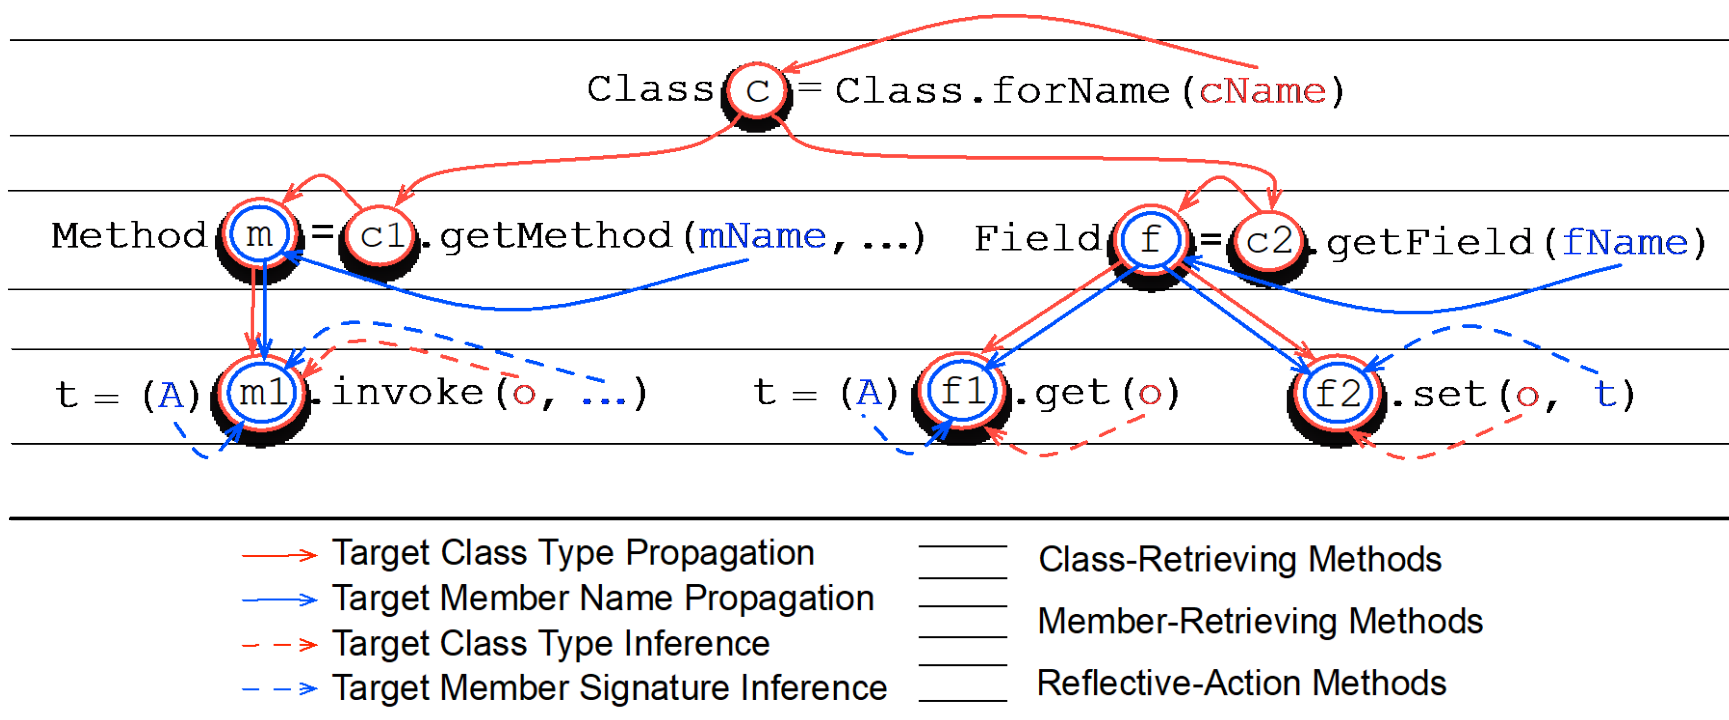 Class c = Class.forName(cName)
Method m = c1.getMethod(mName, ...) Field f = c2.getField(fName)
t = (A) m1.invoke(o, ...) t = (A) f1.get(o) f2.set(o, t)
Target Class Type Propagation Class-Retrieving Methods
Target Member Name Propagation Member-Retrieving Methods
Target Class Type Inference
Target Member Signature Inference Reflective-Action Methods